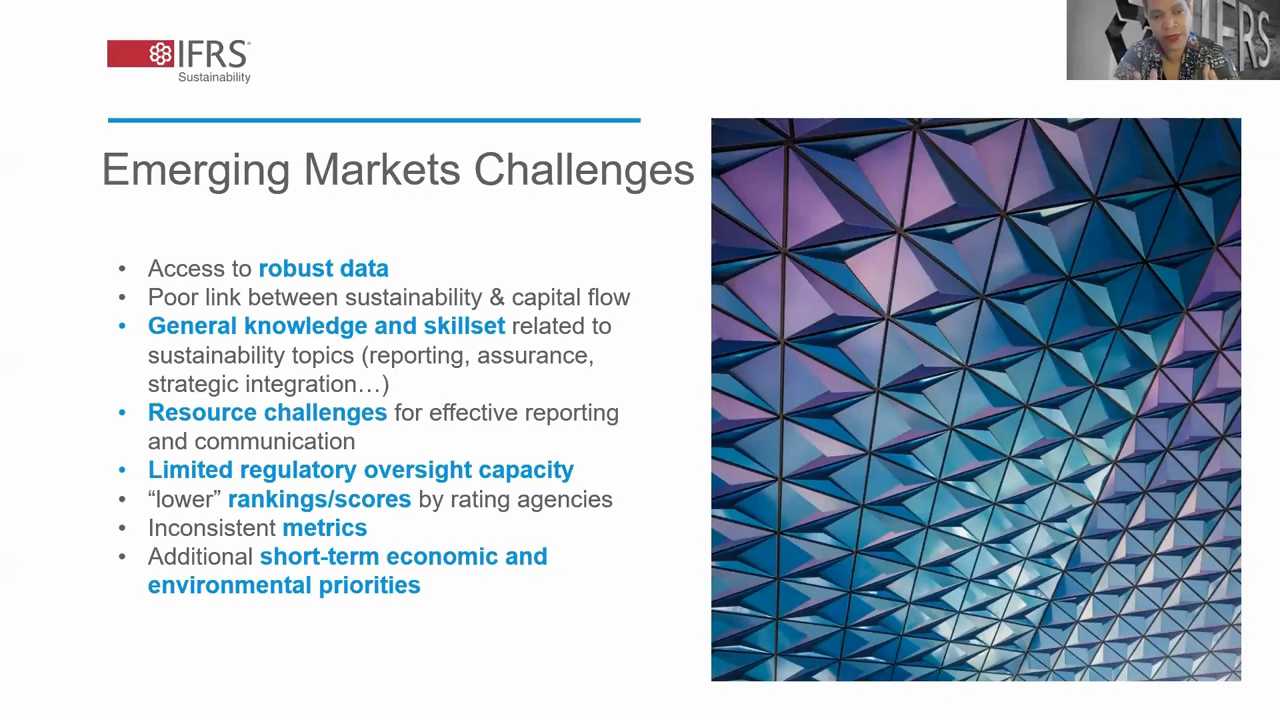 IFRS
Sustainability
IFRS
Emerging Markets Challenges
• Access to robust data
• Poor link between sustainability & capital flow
• General knowledge and skillset related to
sustainability topics (reporting, assurance,
strategic integration…)
• Resource challenges for effective reporting
and communication
• Limited regulatory oversight capacity
• “lower” rankings/scores by rating agencies
• Inconsistent metrics
• Additional short-term economic and
environmental priorities